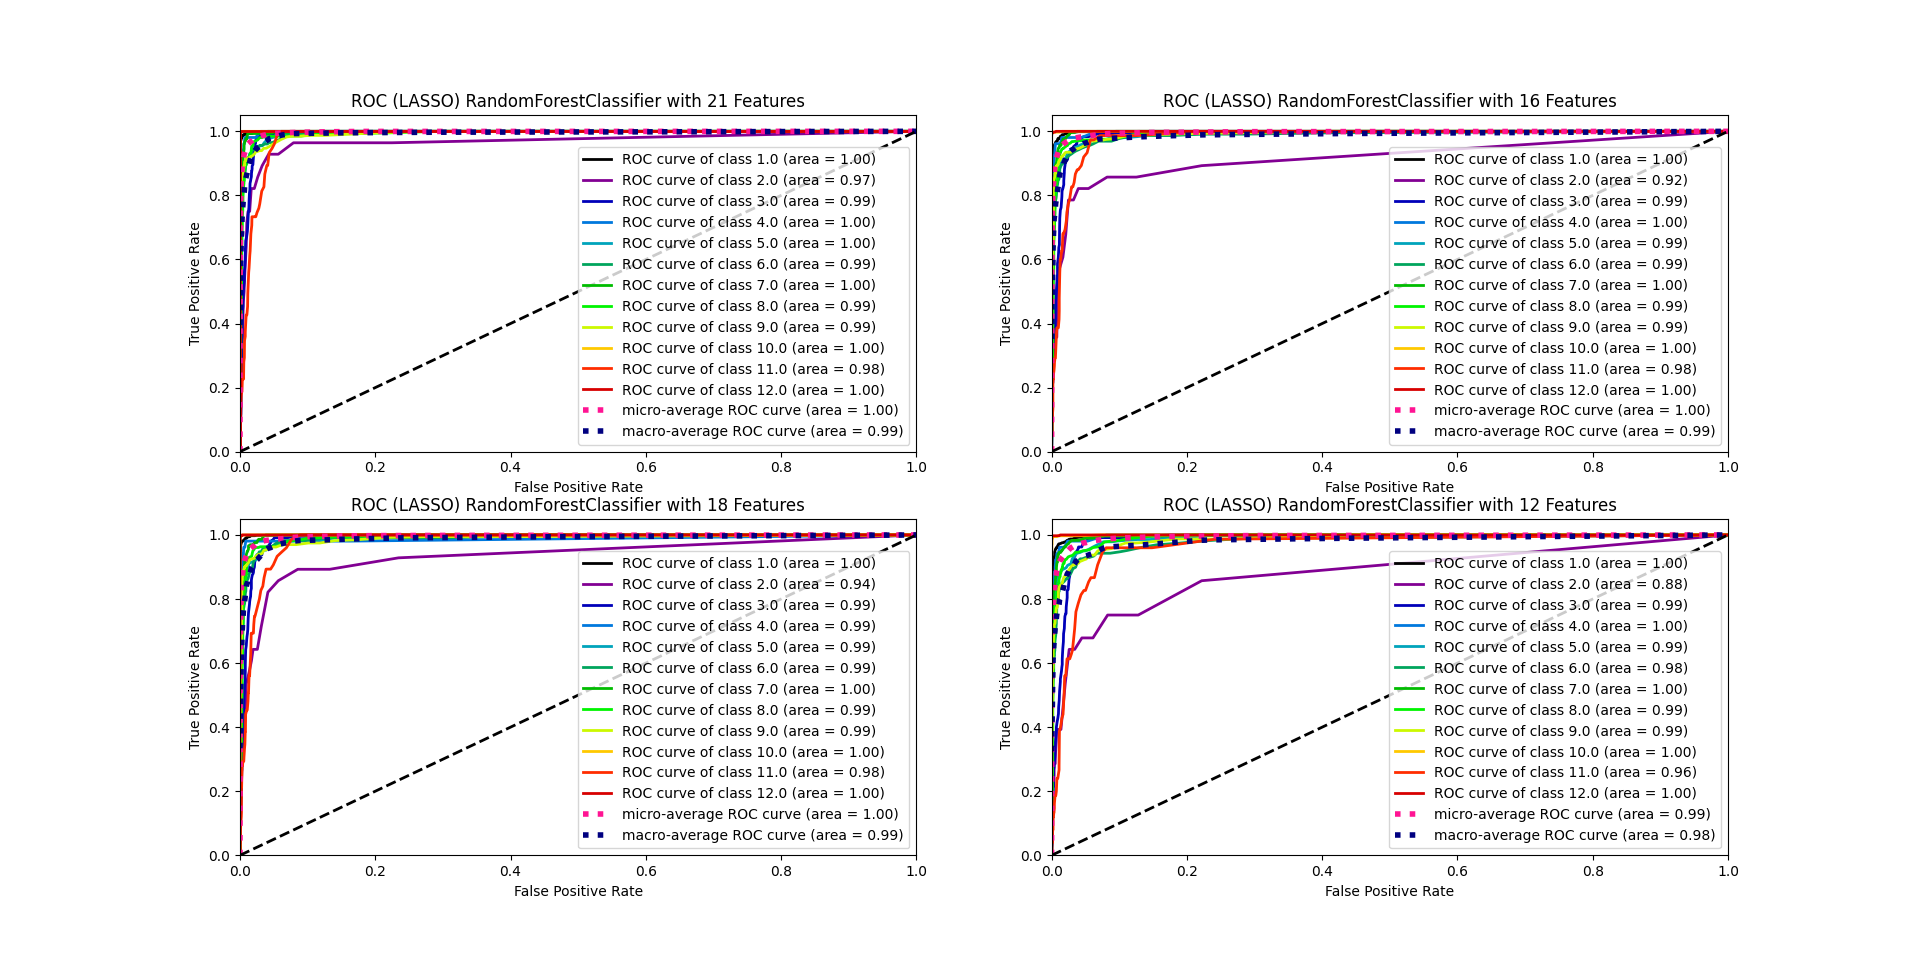 ROC (LASSO) RandomForestClassifier with 21 Features
True Positive Rate
1.0
0.8
0.6
0.4
0.2
0.0
ROC curve of class 1.0 (area = 1.00)
ROC curve of class 2.0 (area = 0.97)
ROC curve of class 3.0 (area = 0.99)
ROC curve of class 4.0 (area = 1.00)
ROC curve of class 5.0 (area = 1.00)
ROC curve of class 6.0 (area = 0.99)
ROC curve of class 7.0 (area = 1.00)
ROC curve of class 8.0 (area = 0.99)
ROC curve of class 9.0 (area = 0.99)
ROC curve of class 10.0 (area = 1.00)
ROC curve of class 11.0 (area = 0.98)
ROC curve of class 12.0 (area = 1.00)
micro-average ROC curve (area = 1.00)
macro-average ROC curve (area = 0.99)
0.0 0.2 0.4 0.6 0.8 1.0
False Positive Rate
ROC (LASSO) RandomForestClassifier with 16 Features
True Positive Rate
1.0
0.8
0.6
0.4
0.2
0.0
ROC curve of class 1.0 (area = 1.00)
ROC curve of class 2.0 (area = 0.92)
ROC curve of class 3.0 (area = 0.99)
ROC curve of class 4.0 (area = 1.00)
ROC curve of class 5.0 (area = 0.99)
ROC curve of class 6.0 (area = 0.99)
ROC curve of class 7.0 (area = 1.00)
ROC curve of class 8.0 (area = 0.99)
ROC curve of class 9.0 (area = 0.99)
ROC curve of class 10.0 (area = 1.00)
ROC curve of class 11.0 (area = 0.98)
ROC curve of class 12.0 (area = 1.00)
micro-average ROC curve (area = 1.00)
macro-average ROC curve (area = 0.99)
0.0 0.2 0.4 0.6 0.8 1.0
False Positive Rate
ROC (LASSO) RandomForestClassifier with 18 Features
True Positive Rate
1.0
0.8
0.6
0.4
0.2
0.0
ROC curve of class 1.0 (area = 1.00)
ROC curve of class 2.0 (area = 0.94)
ROC curve of class 3.0 (area = 0.99)
ROC curve of class 4.0 (area = 0.99)
ROC curve of class 5.0 (area = 0.99)
ROC curve of class 6.0 (area = 0.99)
ROC curve of class 7.0 (area = 1.00)
ROC curve of class 8.0 (area = 0.99)
ROC curve of class 9.0 (area = 0.99)
ROC curve of class 10.0 (area = 1.00)
ROC curve of class 11.0 (area = 0.98)
ROC curve of class 12.0 (area = 1.00)
micro-average ROC curve (area = 1.00)
macro-average ROC curve (area = 0.99)
0.0 0.2 0.4 0.6 0.8 1.0
False Positive Rate
ROC (LASSO) RandomForestClassifier with 12 Features
True Positive Rate
1.0
0.8
0.6
0.4
0.2
0.0
ROC curve of class 1.0 (area = 1.00)
ROC curve of class 2.0 (area = 0.88)
ROC curve of class 3.0 (area = 0.99)
ROC curve of class 4.0 (area = 1.00)
ROC curve of class 5.0 (area = 0.99)
ROC curve of class 6.0 (area = 0.98)
ROC curve of class 7.0 (area = 1.00)
ROC curve of class 8.0 (area = 0.99)
ROC curve of class 9.0 (area = 0.99)
ROC curve of class 10.0 (area = 1.00)
ROC curve of class 11.0 (area = 0.96)
ROC curve of class 12.0 (area = 1.00)
micro-average ROC curve (area = 0.99)
macro-average ROC curve (area = 0.98)
0.0 0.2 0.4 0.6 0.8 1.0
False Positive Rate